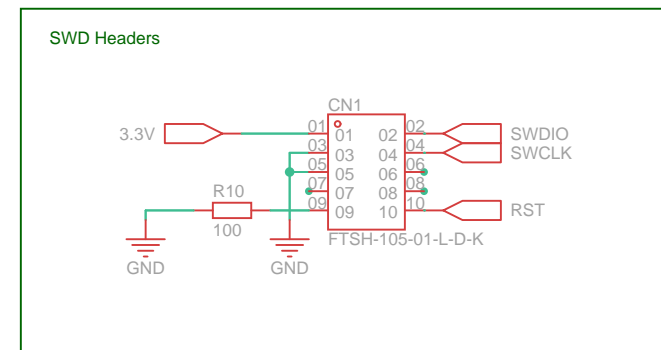 SWD Headers
CN1
3.3V
01 01 02 02 SWDIO
03 03 04 04 SWCLK
05 05 06 06
07 07 08 08
R10
09 09 10 10 RST
100
FTSH-105-01-L-D-K
GND GND